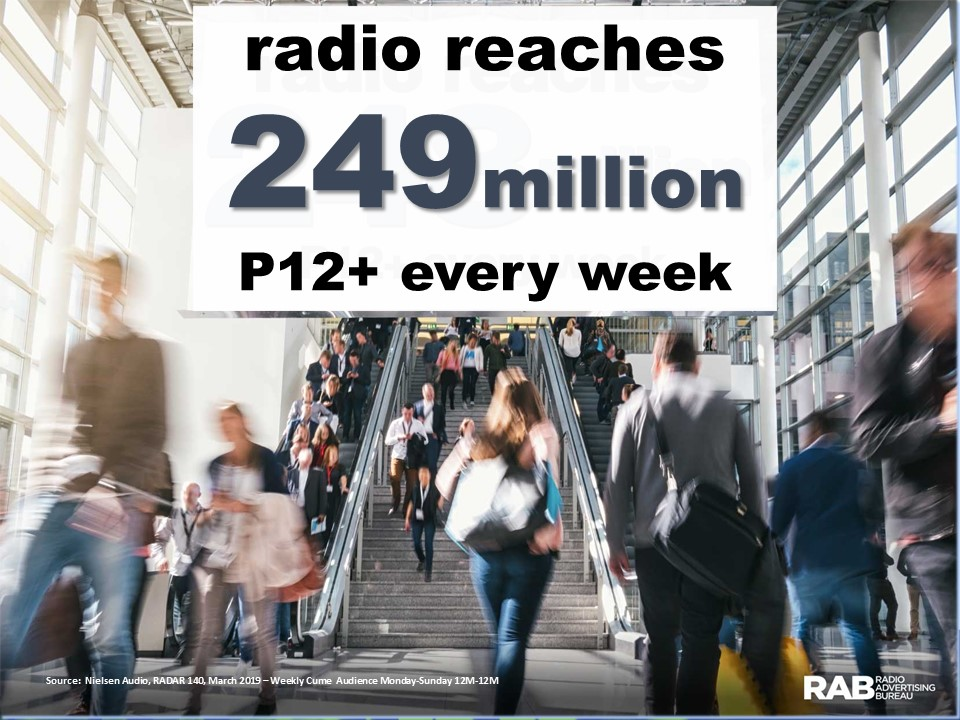 radio reaches
249million
P12+ every week
Source: Nielsen Audio, RADAR 140, March 2019 – Weekly Cume Audience Monday-Sunday 12M-12M
RAB RADIO
ADVERTISING
BUREAU